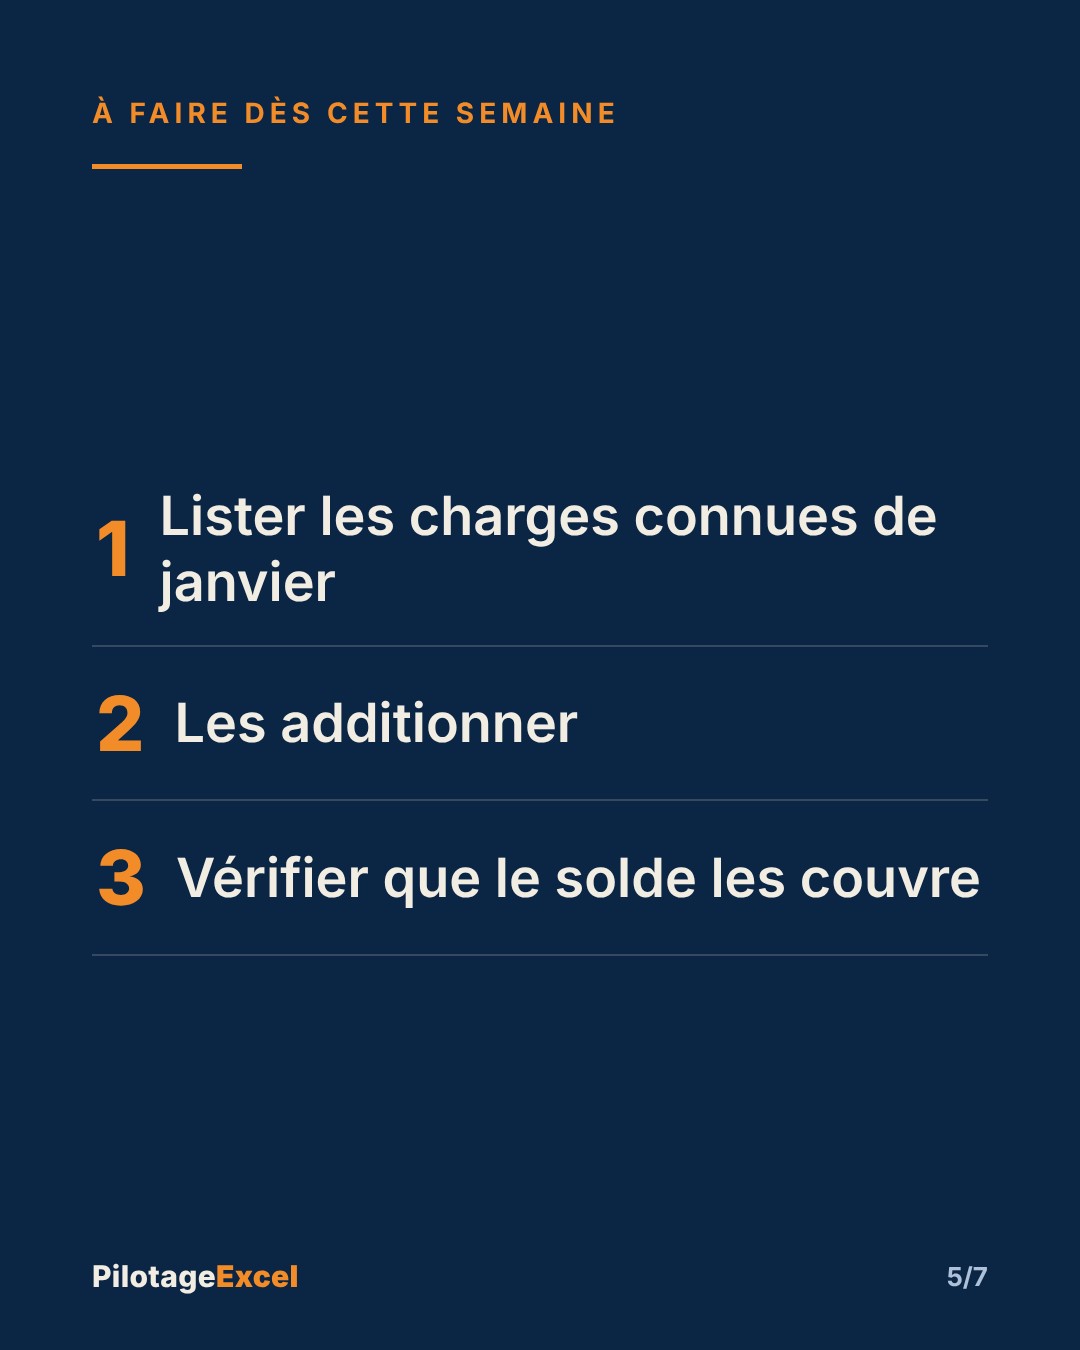 À FAIRE DÈS CETTE SEMAINE
1 Lister les charges connues de
janvier
2 Les additionner
3 Vérifier que le solde les couvre
PilotageExcel
5/7